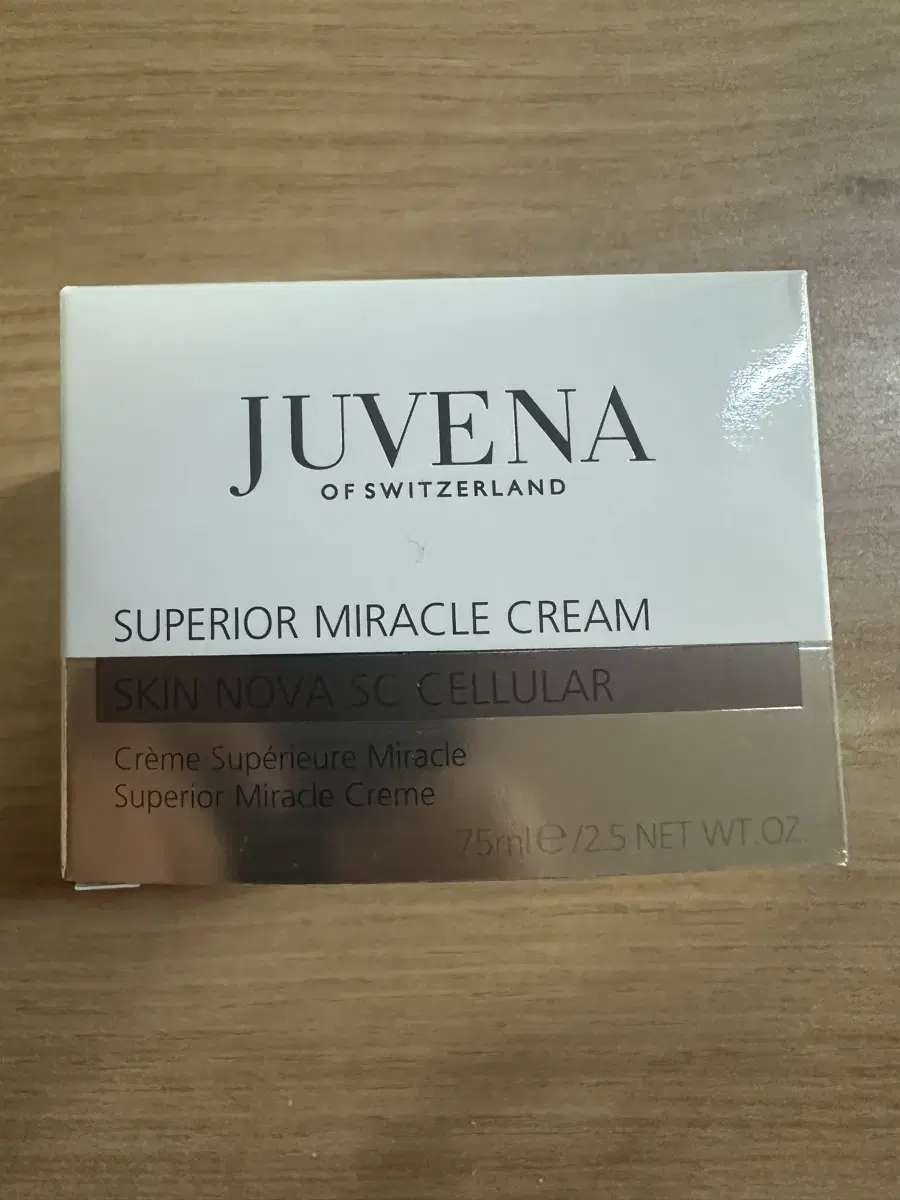 JUVENA
OF SWITZERLAND
SUPERIOR MIRACLE CREAM
SKIN NOVA SC CELLULAR
Crème Supérieure Miracle
Superior Miracle Creme
75ml℮/2.5 NET WT.OZ.